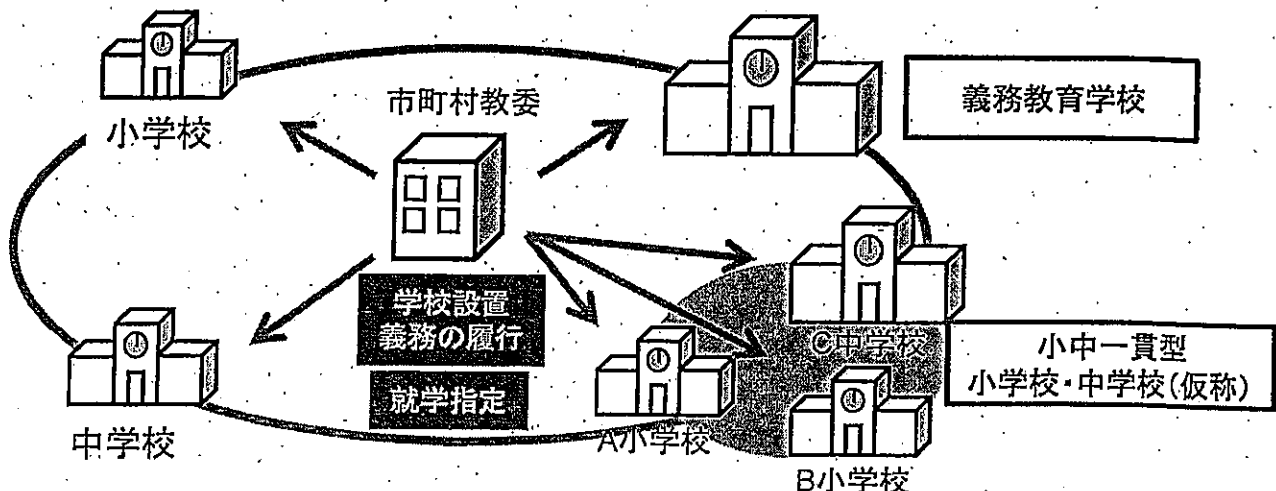 小学校
市町村教委
義務教育学校
学校設置
義務の履行
就学指定
中学校
A小学校
C中学校
B小学校
小中一貫型
小学校・中学校(仮称)